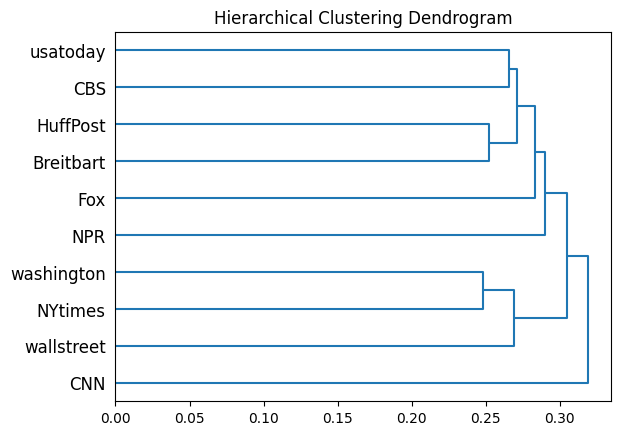 Hierarchical Clustering Dendrogram
usatoday
CBS
HuffPost
Breitbart
Fox
NPR
washington
NYtimes
wallstreet
CNN
0.00 0.05 0.10 0.15 0.20 0.25 0.30